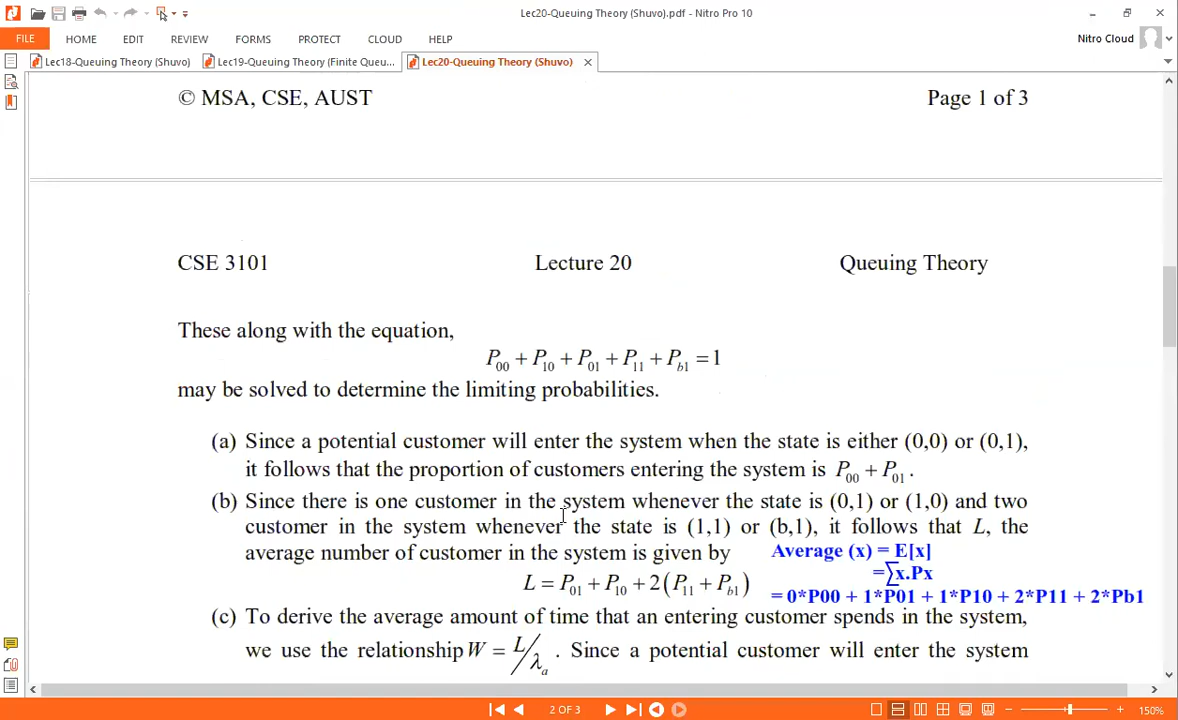 Lec20-Queuing Theory (Shuvo).pdf - Nitro Pro 10
FILE HOME EDIT REVIEW FORMS PROTECT CLOUD HELP Nitro Cloud
Lec18-Queuing Theory (Shuvo) Lec19-Queuing Theory (Finite Queu... Lec20-Queuing Theory (Shuvo)
© MSA, CSE, AUST Page 1 of 3
CSE 3101 Lecture 20 Queuing Theory
These along with the equation,
P₀₀ + P₁₀ + P₀₁ + P₁₁ + P_b1 = 1
may be solved to determine the limiting probabilities.
(a) Since a potential customer will enter the system when the state is either (0,0) or (0,1),
it follows that the proportion of customers entering the system is P₀₀ + P₀₁ .
(b) Since there is one customer in the system whenever the state is (0,1) or (1,0) and two
customer in the system whenever the state is (1,1) or (b,1), it follows that L, the
average number of customer in the system is given by
Average (x) = E[x]
=∑x.Px
L = P₀₁ + P₁₀ + 2(P₁₁ + P_b1)
= 0*P00 + 1*P01 + 1*P10 + 2*P11 + 2*Pb1
(c) To derive the average amount of time that an entering customer spends in the system,
we use the relationship W = L/λₐ . Since a potential customer will enter the system
2 OF 3 150%